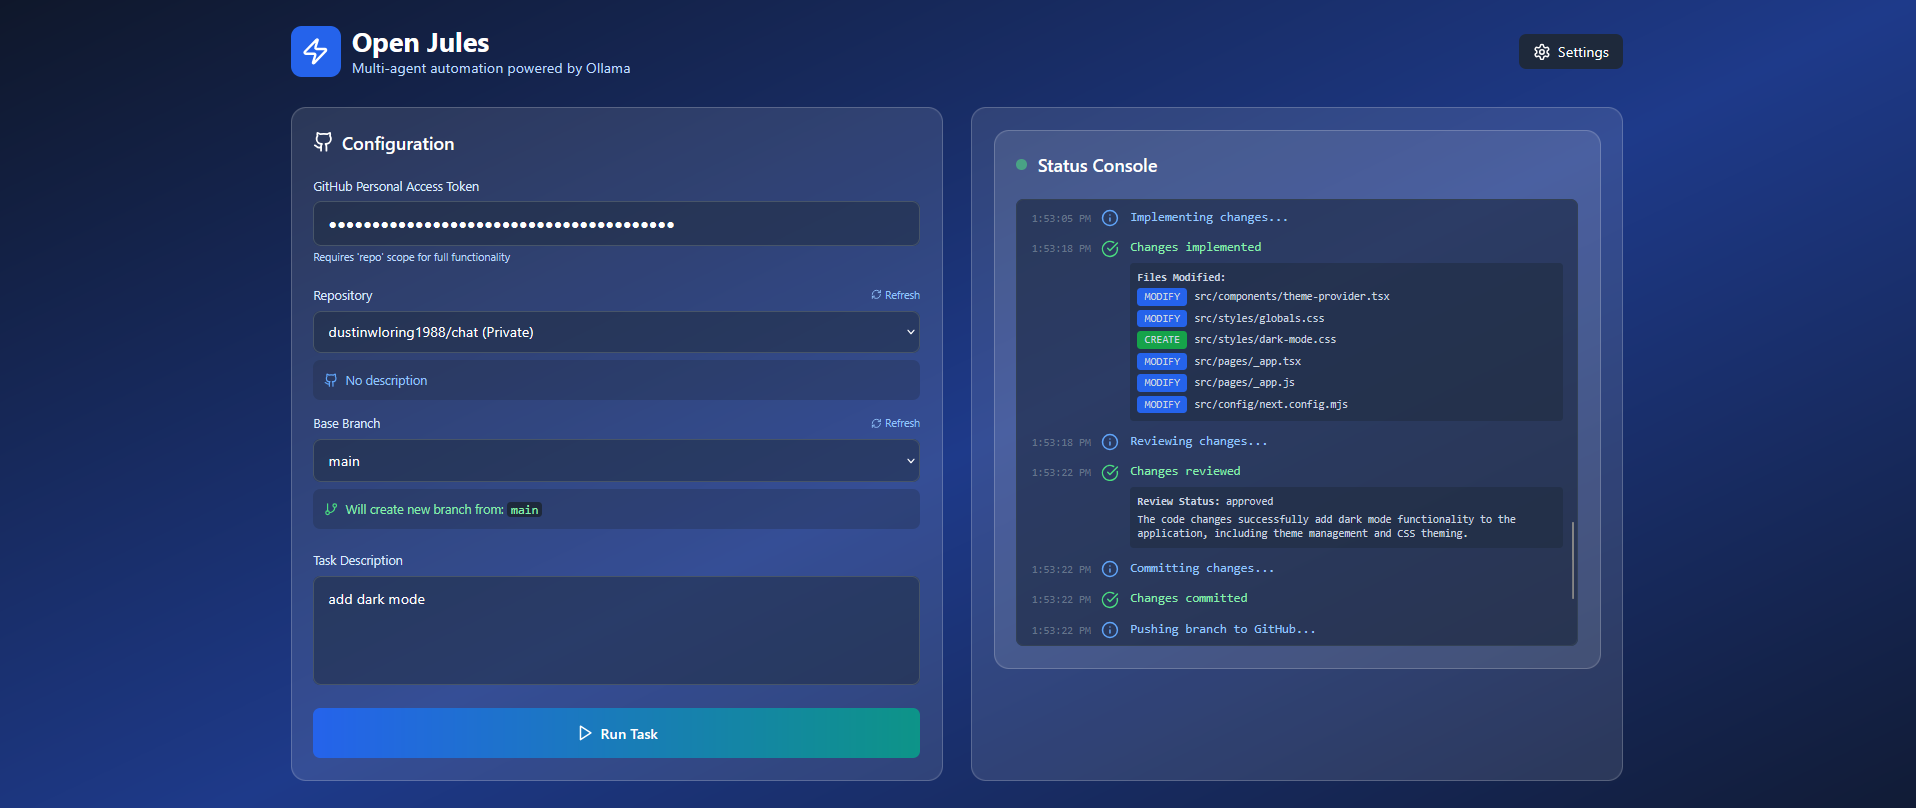 Open Jules
Multi-agent automation powered by Ollama
Settings
Configuration
GitHub Personal Access Token
●●●●●●●●●●●●●●●●●●●●●●●●●●●●●●●●●●●●●●●●
Requires 'repo' scope for full functionality
Repository
Refresh
dustinwloring1988/chat (Private)
No description
Base Branch
Refresh
main
Will create new branch from: main
Task Description
add dark mode
Run Task
Status Console
1:53:05 PM Implementing changes...
1:53:18 PM Changes implemented
Files Modified:
MODIFY src/components/theme-provider.tsx
MODIFY src/styles/globals.css
CREATE src/styles/dark-mode.css
MODIFY src/pages/_app.tsx
MODIFY src/pages/_app.js
MODIFY src/config/next.config.mjs
1:53:18 PM Reviewing changes...
1:53:22 PM Changes reviewed
Review Status: approved
The code changes successfully add dark mode functionality to the
application, including theme management and CSS theming.
1:53:22 PM Committing changes...
1:53:22 PM Changes committed
1:53:22 PM Pushing branch to GitHub...